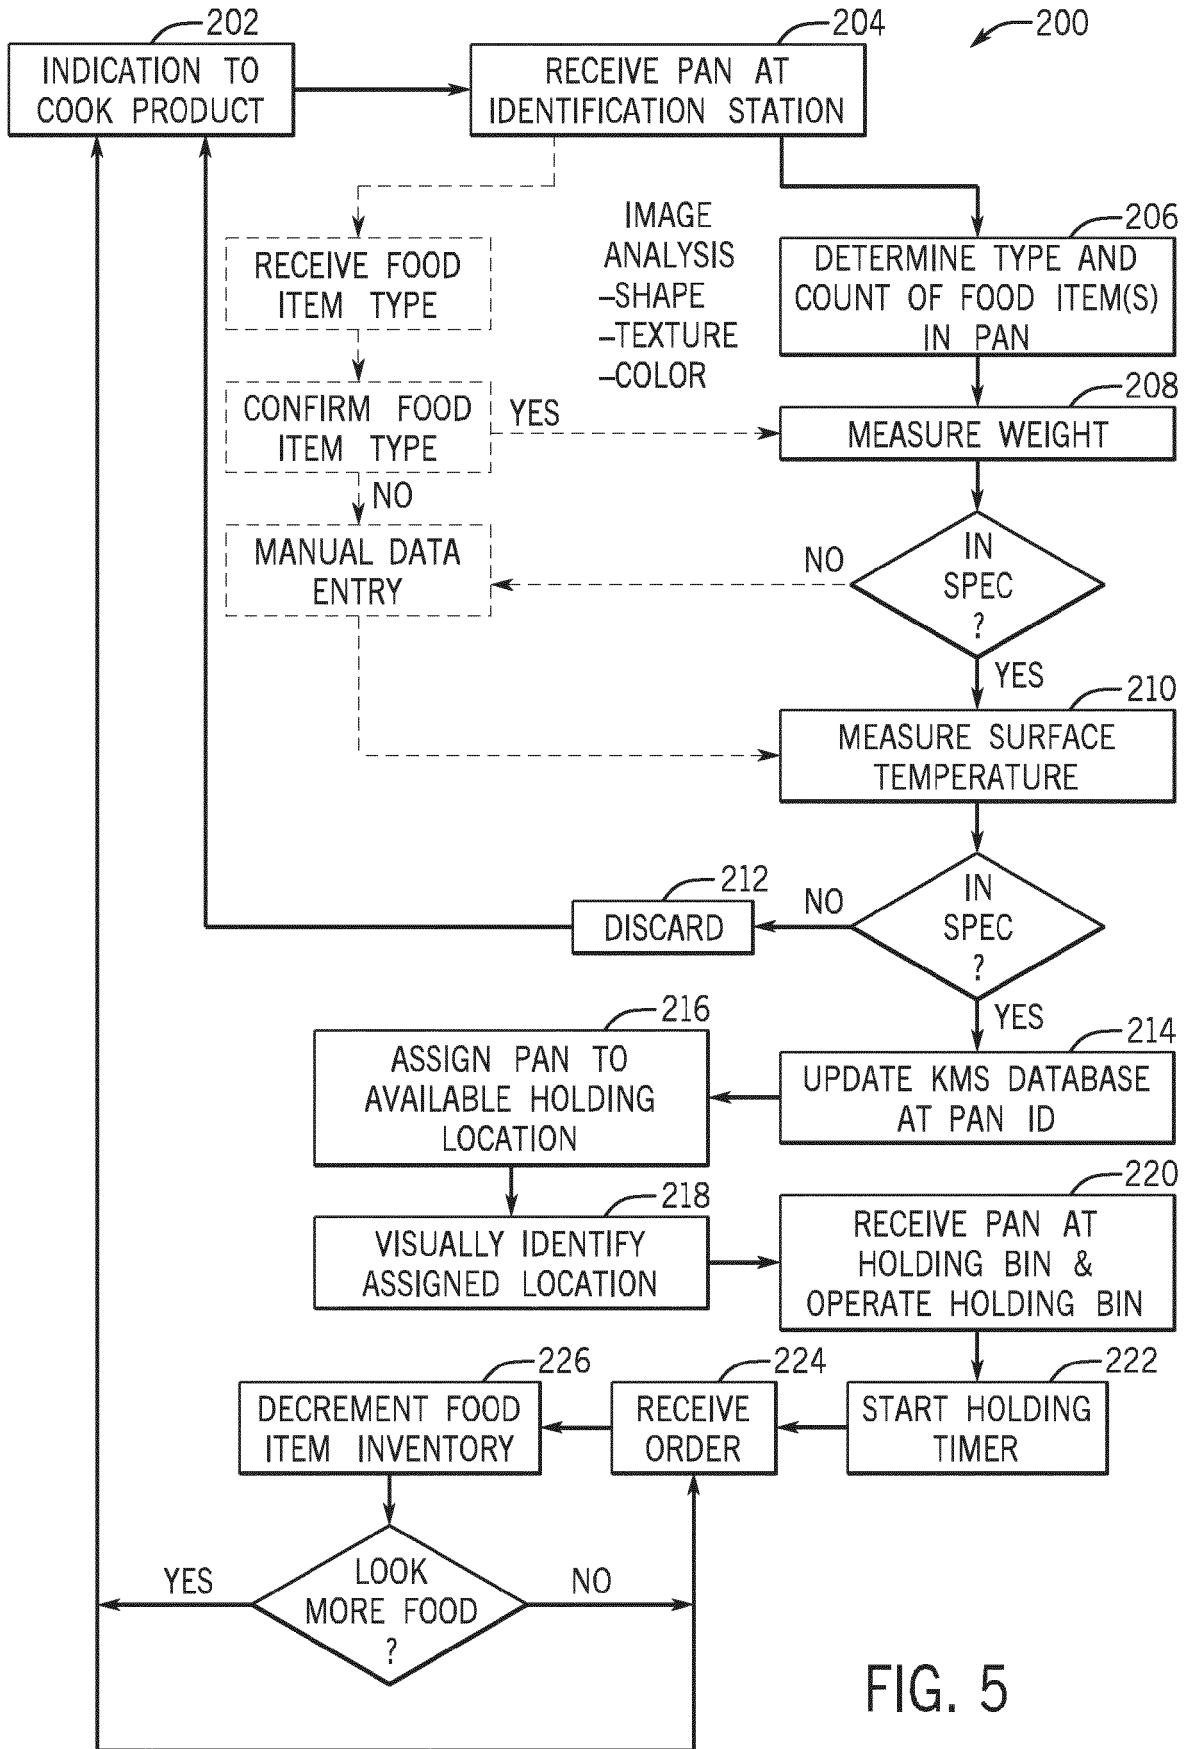 202
INDICATION TO
COOK PRODUCT
204
RECEIVE PAN AT
IDENTIFICATION STATION
200
RECEIVE FOOD
ITEM TYPE
IMAGE
ANALYSIS
–SHAPE
–TEXTURE
–COLOR
206
DETERMINE TYPE AND
COUNT OF FOOD ITEM(S)
IN PAN
CONFIRM FOOD
ITEM TYPE
YES
NO
208
MEASURE WEIGHT
MANUAL DATA
ENTRY
NO
IN
SPEC
?
YES
210
MEASURE SURFACE
TEMPERATURE
212
DISCARD
NO
IN
SPEC
?
YES
214
UPDATE KMS DATABASE
AT PAN ID
216
ASSIGN PAN TO
AVAILABLE HOLDING
LOCATION
218
VISUALLY IDENTIFY
ASSIGNED LOCATION
220
RECEIVE PAN AT
HOLDING BIN &
OPERATE HOLDING BIN
222
START HOLDING
TIMER
224
RECEIVE
ORDER
226
DECREMENT FOOD
ITEM INVENTORY
YES
LOOK
MORE FOOD
?
NO
FIG. 5